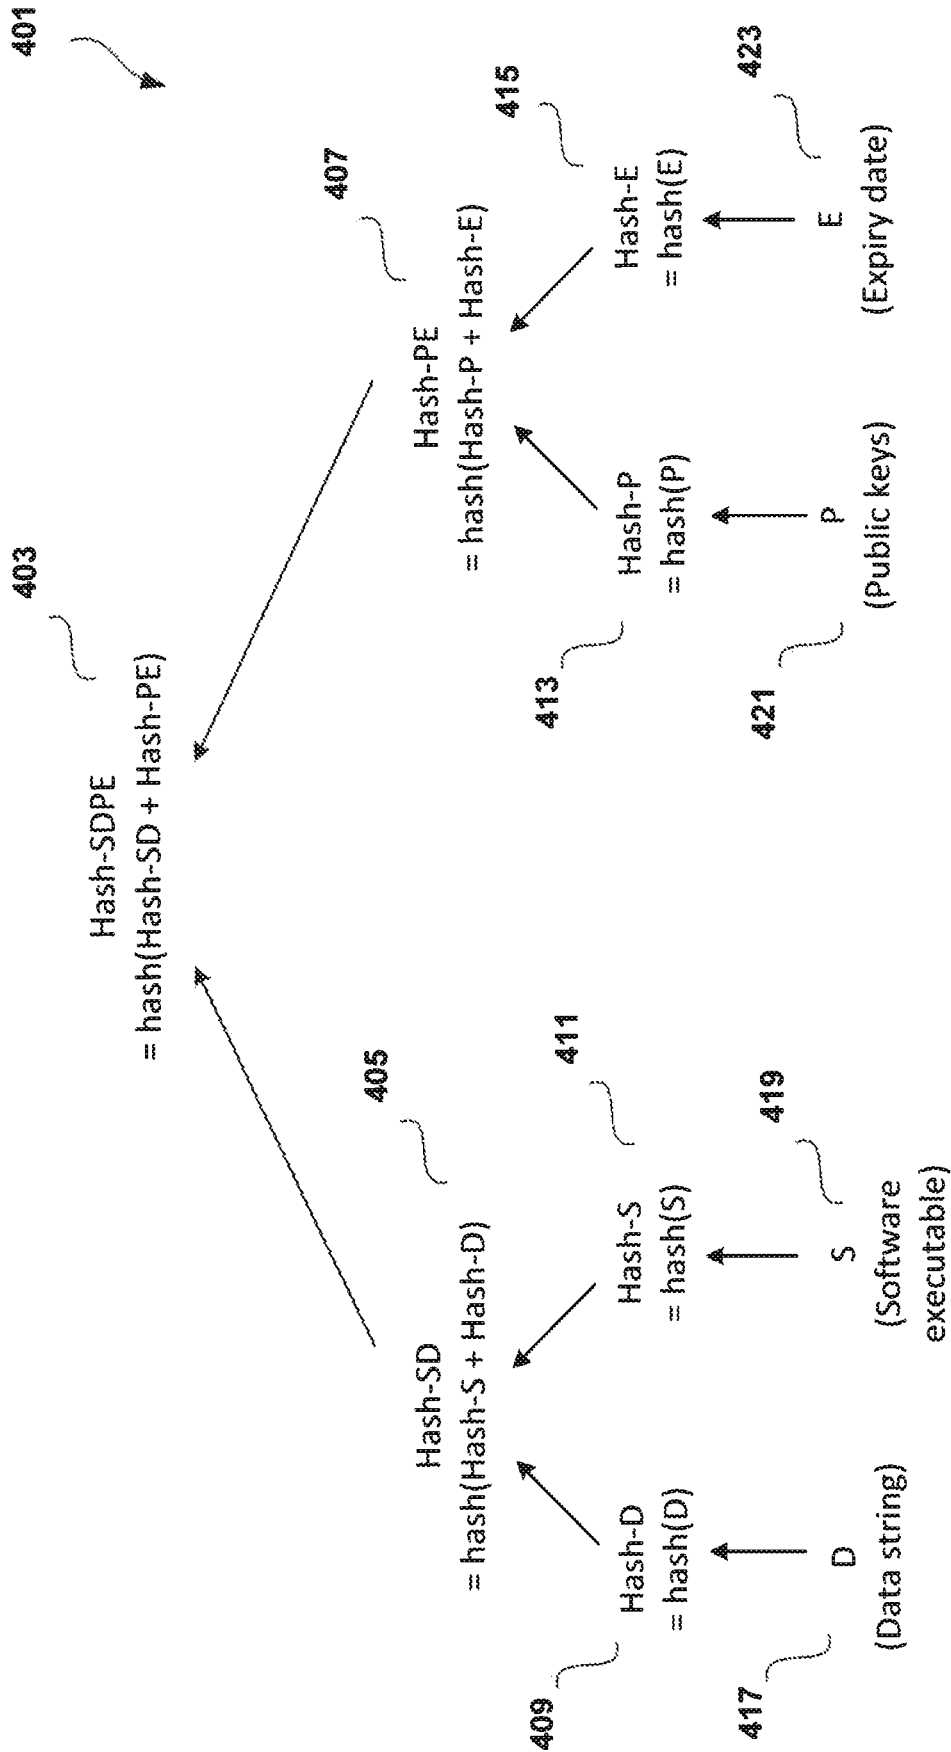 401
403
Hash-SDPE
= hash(Hash-SD + Hash-PE)
405
407
Hash-SD
= hash(Hash-S + Hash-D)
Hash-PE
= hash(Hash-P + Hash-E)
409
411
413
415
Hash-D
= hash(D)
Hash-S
= hash(S)
Hash-P
= hash(P)
Hash-E
= hash(E)
417
419
421
423
D
(Data string)
S
(Software
executable)
P
(Public keys)
E
(Expiry date)